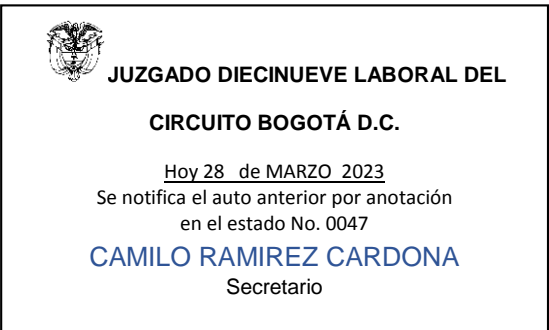 JUZGADO DIECINUEVE LABORAL DEL
CIRCUITO BOGOTÁ D.C.
Hoy 28 de MARZO 2023
Se notifica el auto anterior por anotación
en el estado No. 0047
CAMILO RAMIREZ CARDONA
Secretario